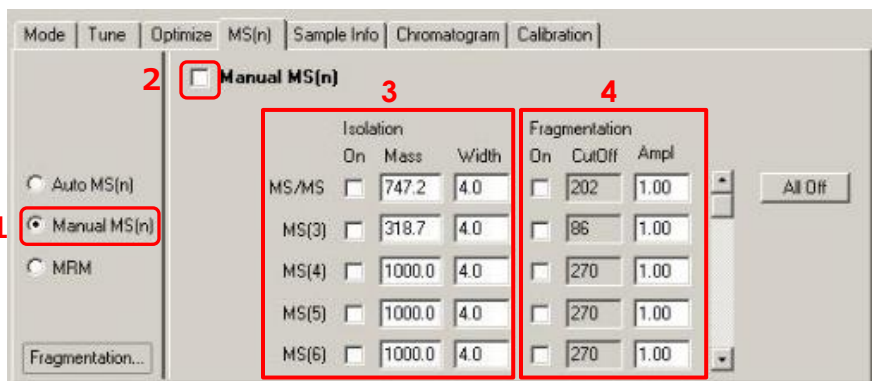 Mode Tune Optimize MS(n) Sample Info Chromatogram Calibration
2 Manual MS(n)
3 4
Isolation Fragmentation
On Mass Width On CutOff Ampl
Auto MS(n) MS/MS 747.2 4.0 202 1.00 All Off
1 Manual MS(n) MS(3) 318.7 4.0 86 1.00
MRM MS(4) 1000.0 4.0 270 1.00
MS(5) 1000.0 4.0 270 1.00
Fragmentation... MS(6) 1000.0 4.0 270 1.00